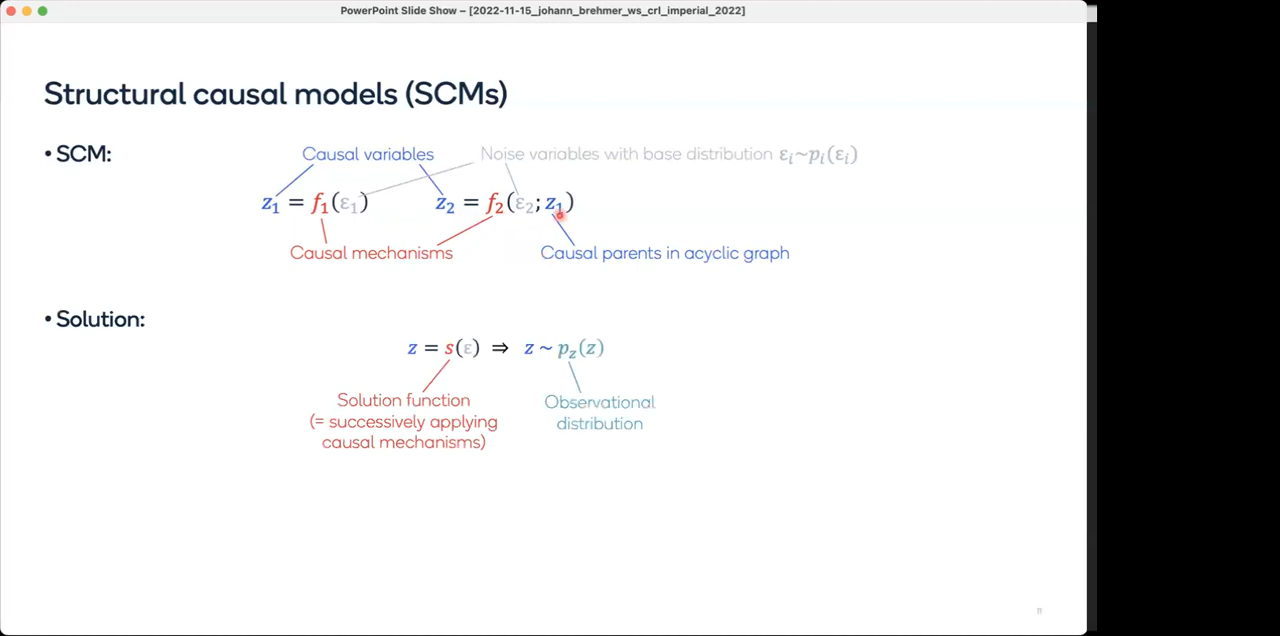 PowerPoint Slide Show – [2022-11-15_johann_brehmer_ws_crl_imperial_2022]
Structural causal models (SCMs)
• SCM:
Causal variables
Noise variables with base distribution εᵢ~pᵢ(εᵢ)
z₁ = f₁(ε₁)
z₂ = f₂(ε₂; z₁)
Causal mechanisms
Causal parents in acyclic graph
• Solution:
z = s(ε) ⇒ z ~ p_z(z)
Solution function
(= successively applying
causal mechanisms)
Observational
distribution